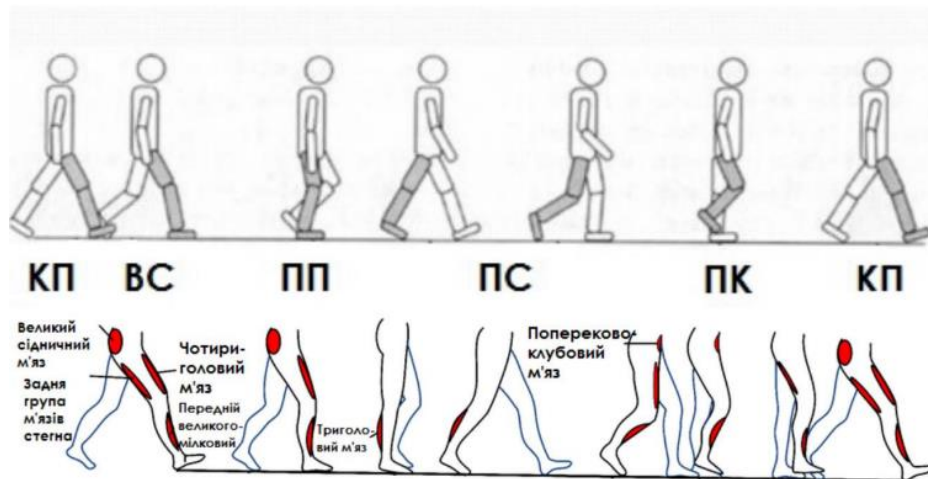 КП ВС ПП ПС ПК КП
Великий
сідничний
м'яз
Задня
група
м'язів
стегна
Чотири-
головий
м'яз
Передній
великого-
мілковий
Триголо-
вий м'яз
Попереково-
клубовий
м'яз